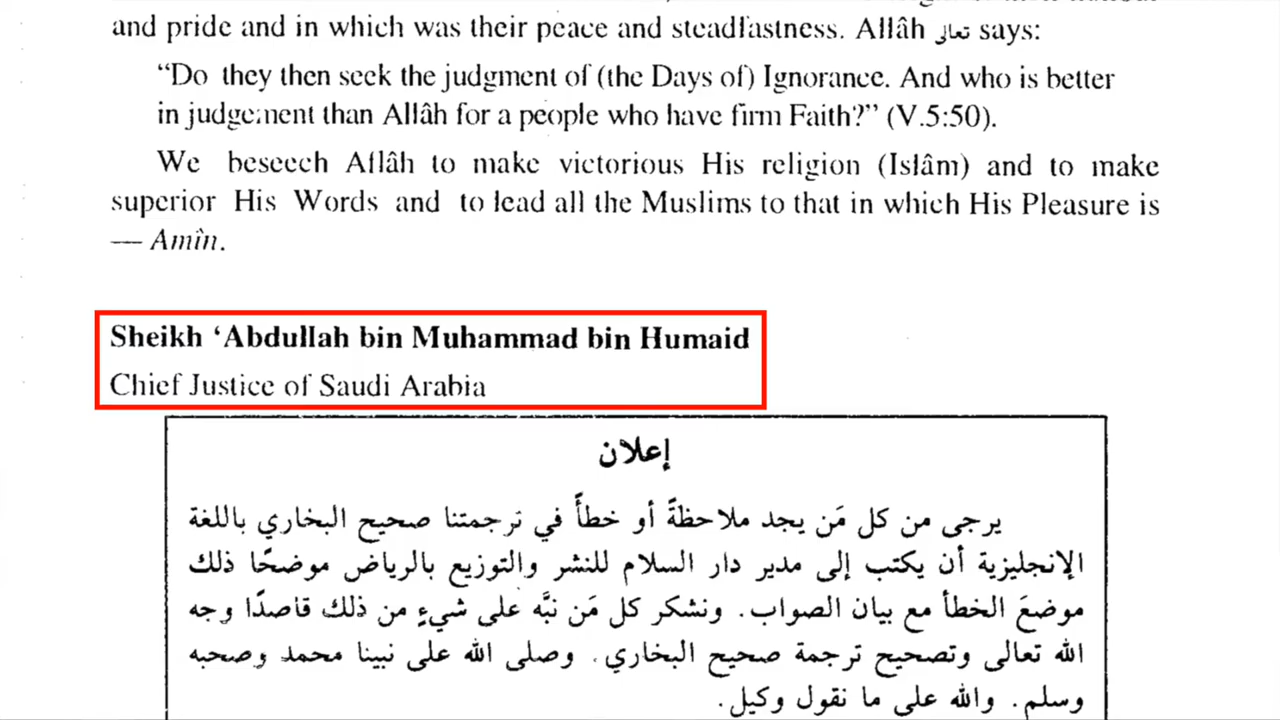 and pride and in which was their peace and steadfastness. Allâh تعالى says:
“Do they then seek the judgment of (the Days of) Ignorance. And who is better
in judgement than Allâh for a people who have firm Faith?” (V.5:50).
We beseech Allâh to make victorious His religion (Islâm) and to make
superior His Words and to lead all the Muslims to that in which His Pleasure is
— Amîn.
Sheikh ‘Abdullah bin Muhammad bin Humaid
Chief Justice of Saudi Arabia
إعلان
يرجى من كل مَن يجد ملاحظةً أو خطأً في ترجمتنا صحيح البخاري باللغة
الإنجليزية أن يكتب إلى مدير دار السلام للنشر والتوزيع بالرياض موضحًا ذلك
موضعَ الخطأ مع بيان الصواب. ونشكر كل مَن نبَّه على شيءٍ من ذلك قاصدًا وجه
الله تعالى وتصحيح ترجمة صحيح البخاري. وصلى الله على نبينا محمد وصحبه
وسلم. والله على ما نقول وكيل.